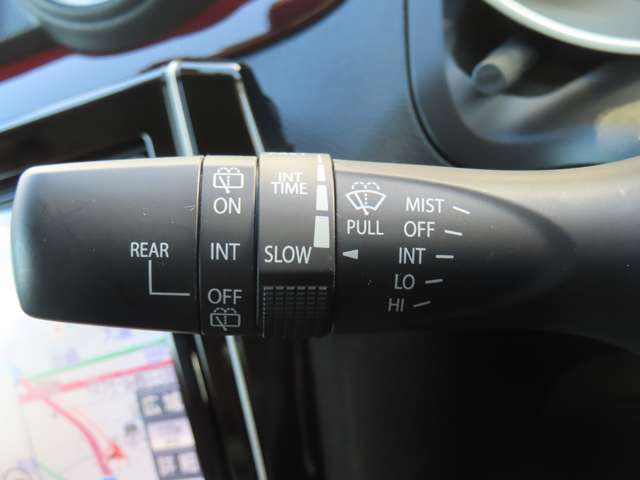 REAR
ON
INT
OFF
INT
TIME
SLOW
PULL
MIST
OFF
INT
LO
HI